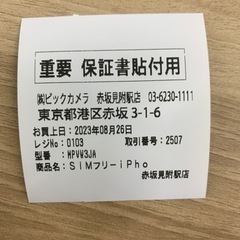 重要 保証書貼付用
㈱ビックカメラ 赤坂見附駅店 03-6230-1111
東京都港区赤坂 3-1-6
お買上日：2023年08月26日
レジNo：0103 取引番号：2507
型番：MPVW3JA
商品名：SIMフリーiPho
赤坂見附駅店